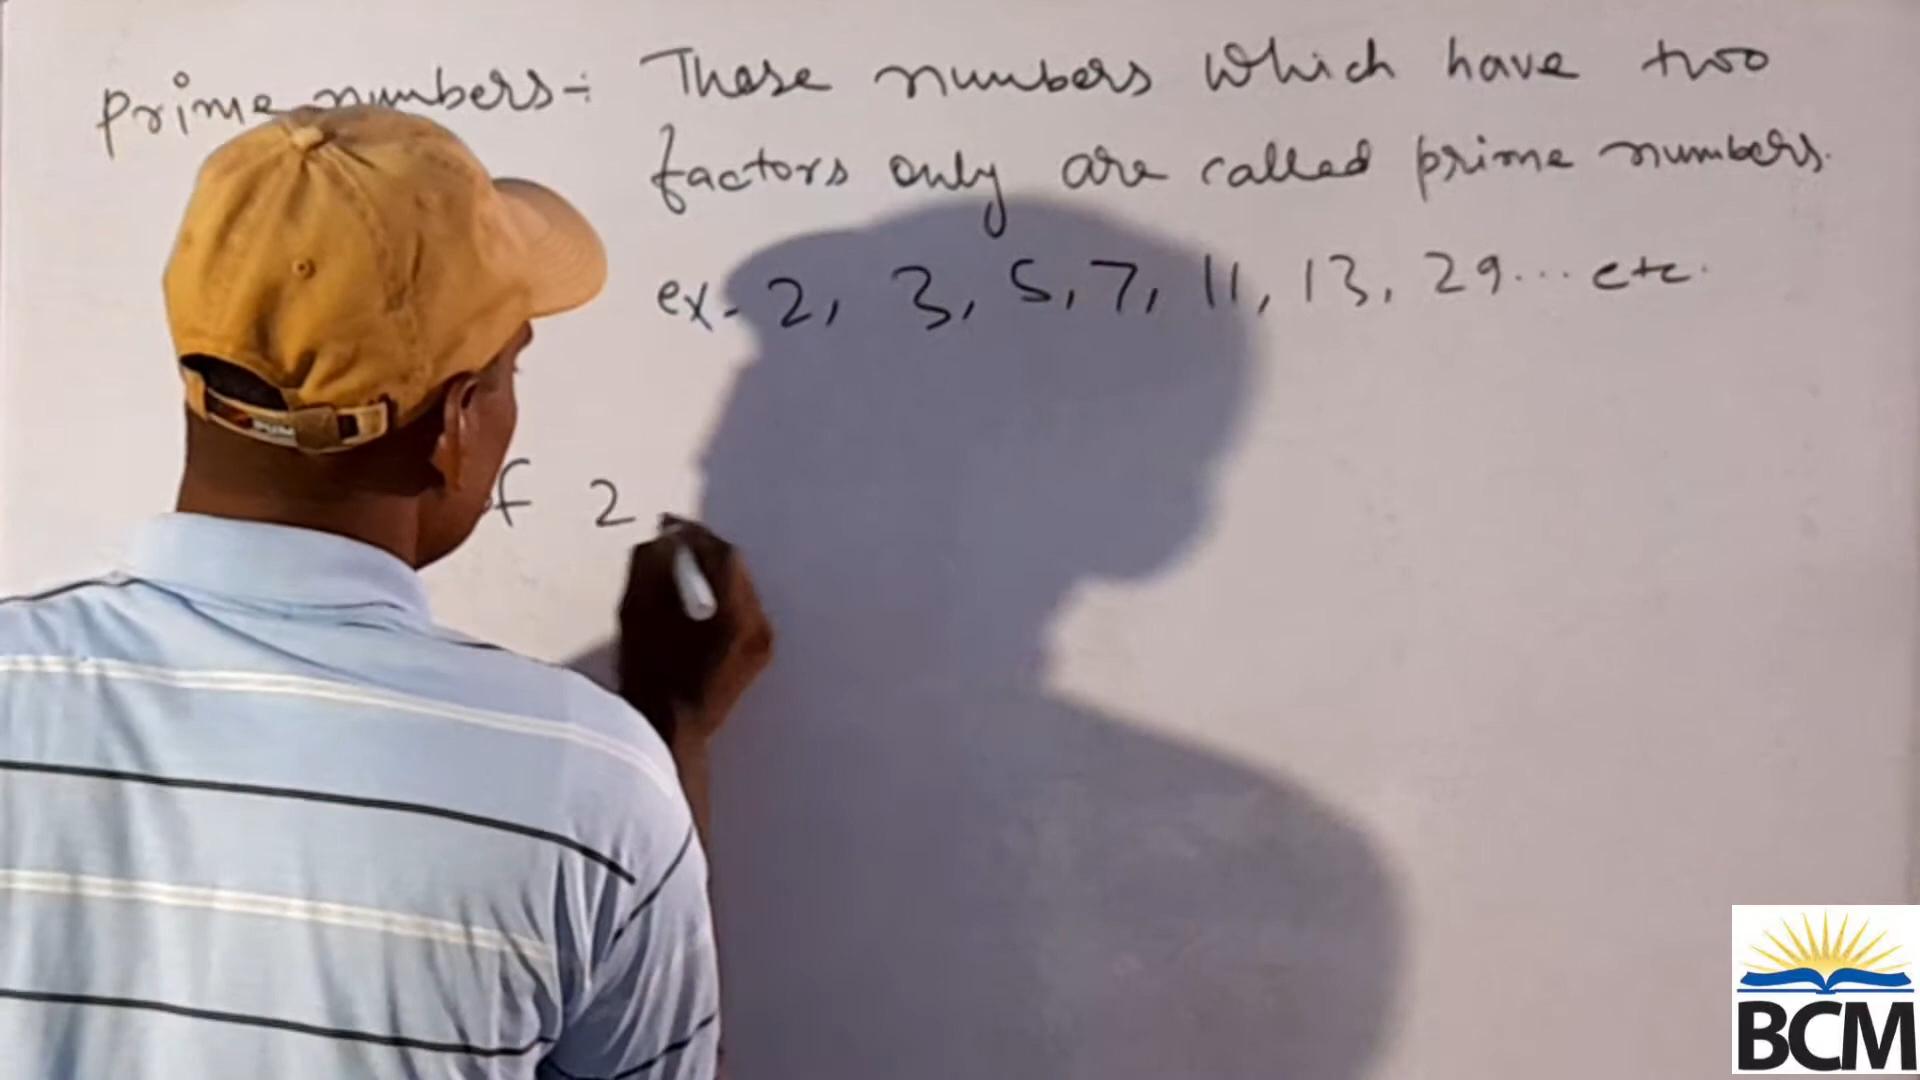 prime numbers:- These numbers which have two
factors only are called prime numbers.
ex- 2, 3, 5, 7, 11, 13, 29... etc.
of 2
BCM